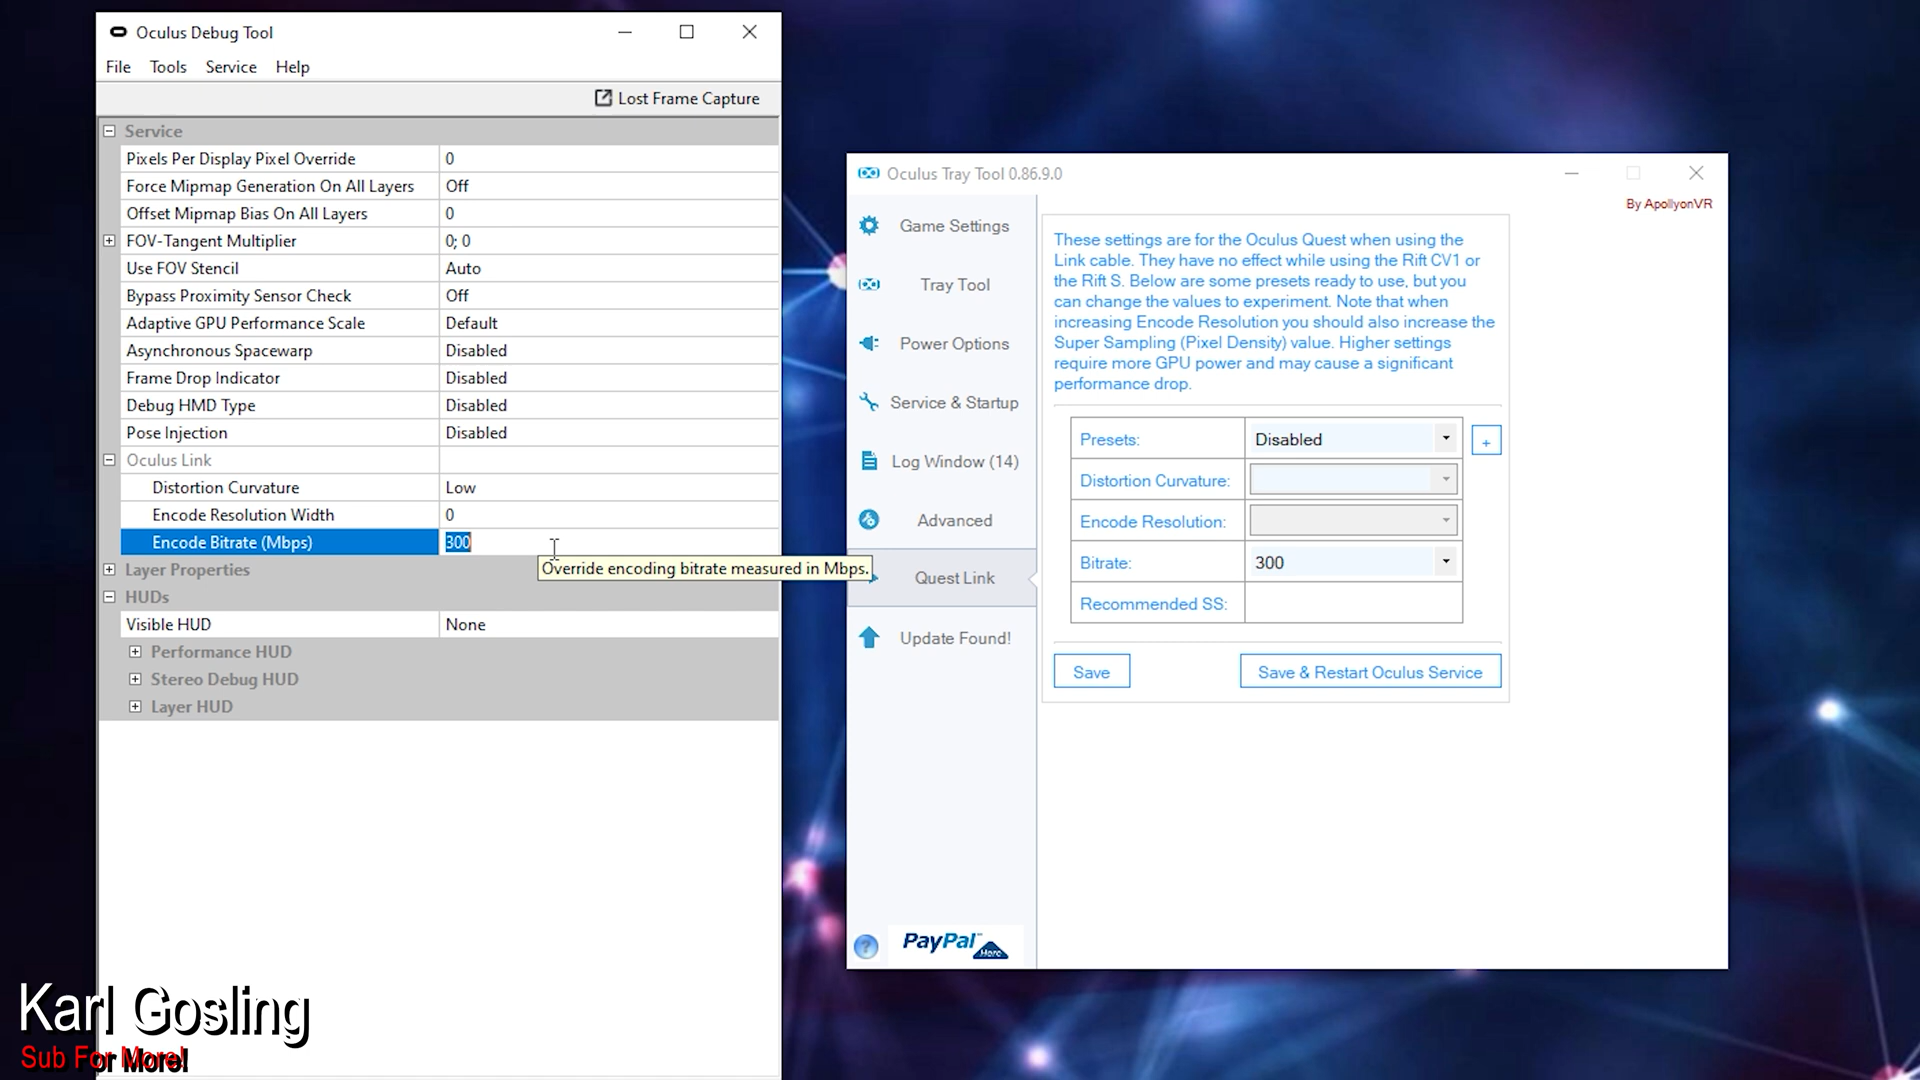 Oculus Debug Tool
File Tools Service Help
Lost Frame Capture
Service
Pixels Per Display Pixel Override 0
Force Mipmap Generation On All Layers Off
Offset Mipmap Bias On All Layers 0
FOV-Tangent Multiplier 0; 0
Use FOV Stencil Auto
Bypass Proximity Sensor Check Off
Adaptive GPU Performance Scale Default
Asynchronous Spacewarp Disabled
Frame Drop Indicator Disabled
Debug HMD Type Disabled
Pose Injection Disabled
Oculus Link
Distortion Curvature Low
Encode Resolution Width 0
Encode Bitrate (Mbps) 300
Override encoding bitrate measured in Mbps.
Layer Properties
HUDs
Visible HUD None
Performance HUD
Stereo Debug HUD
Layer HUD
Oculus Tray Tool 0.86.9.0
By ApollyonVR
Game Settings
Tray Tool
Power Options
Service & Startup
Log Window (14)
Advanced
Quest Link
Update Found!
PayPal™
Here
These settings are for the Oculus Quest when using the
Link cable. They have no effect while using the Rift CV1 or
the Rift S. Below are some presets ready to use, but you
can change the values to experiment. Note that when
increasing Encode Resolution you should also increase the
Super Sampling (Pixel Density) value. Higher settings
require more GPU power and may cause a significant
performance drop.
Presets: Disabled
+
Distortion Curvature:
Encode Resolution:
Bitrate: 300
Recommended SS:
Save
Save & Restart Oculus Service
Karl Gosling
Sub For More!